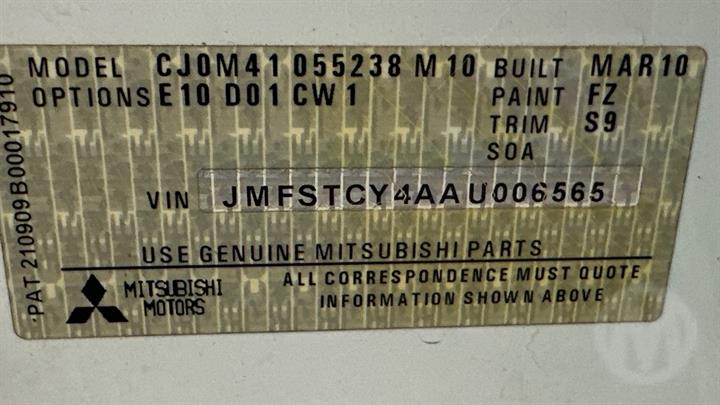 MODEL CJ0M41 055238 M10 BUILT MAR10
OPTIONS E10 D01 CW1 PAINT FZ
TRIM S9
SOA
VIN JMFSTCY4AAU006565
USE GENUINE MITSUBISHI PARTS
MITSUBISHI MOTORS
ALL CORRESPONDENCE MUST QUOTE
INFORMATION SHOWN ABOVE
PAT 210909B00017910